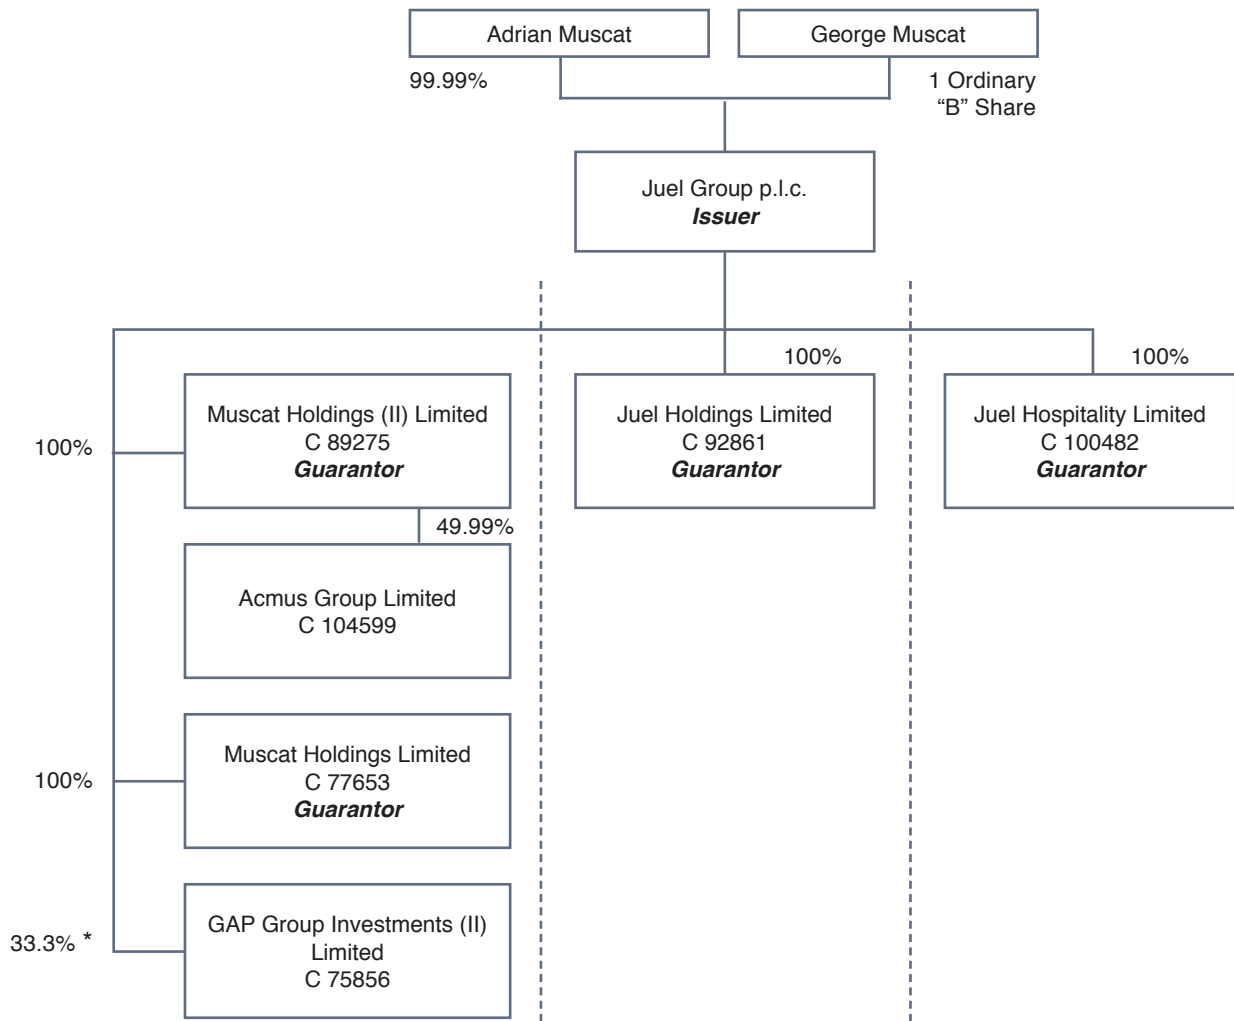 Adrian Muscat
George Muscat
99.99%
1 Ordinary
“B” Share
Juel Group p.l.c.
Issuer
100%
100%
Muscat Holdings (II) Limited
C 89275
Guarantor
100%
Juel Holdings Limited
C 92861
Guarantor
Juel Hospitality Limited
C 100482
Guarantor
49.99%
Acmus Group Limited
C 104599
Muscat Holdings Limited
C 77653
Guarantor
100%
GAP Group Investments (II)
Limited
C 75856
33.3% *